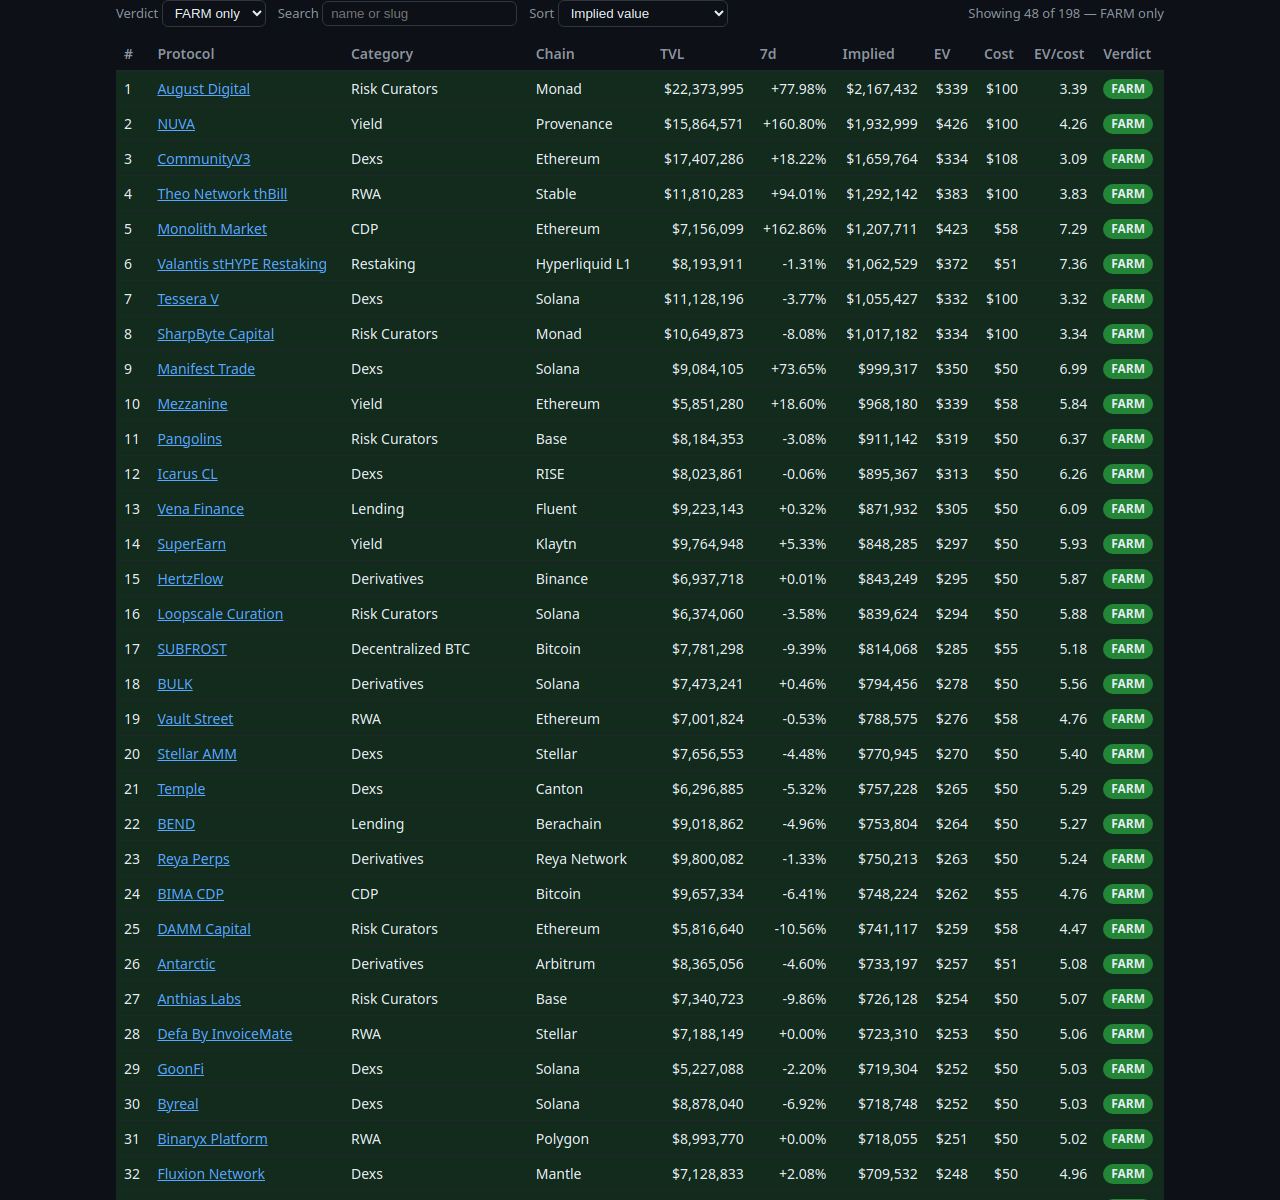 Verdict FARM only Search name or slug Sort Implied value Showing 48 of 198 — FARM only
# Protocol Category Chain TVL 7d Implied EV Cost EV/cost Verdict
1 August Digital Risk Curators Monad $22,373,995 +77.98% $2,167,432 $339 $100 3.39 FARM
2 NUVA Yield Provenance $15,864,571 +160.80% $1,932,999 $426 $100 4.26 FARM
3 CommunityV3 Dexs Ethereum $17,407,286 +18.22% $1,659,764 $334 $108 3.09 FARM
4 Theo Network thBill RWA Stable $11,810,283 +94.01% $1,292,142 $383 $100 3.83 FARM
5 Monolith Market CDP Ethereum $7,156,099 +162.86% $1,207,711 $423 $58 7.29 FARM
6 Valantis stHYPE Restaking Restaking Hyperliquid L1 $8,193,911 -1.31% $1,062,529 $372 $51 7.36 FARM
7 Tessera V Dexs Solana $11,128,196 -3.77% $1,055,427 $332 $100 3.32 FARM
8 SharpByte Capital Risk Curators Monad $10,649,873 -8.08% $1,017,182 $334 $100 3.34 FARM
9 Manifest Trade Dexs Solana $9,084,105 +73.65% $999,317 $350 $50 6.99 FARM
10 Mezzanine Yield Ethereum $5,851,280 +18.60% $968,180 $339 $58 5.84 FARM
11 Pangolins Risk Curators Base $8,184,353 -3.08% $911,142 $319 $50 6.37 FARM
12 Icarus CL Dexs RISE $8,023,861 -0.06% $895,367 $313 $50 6.26 FARM
13 Vena Finance Lending Fluent $9,223,143 +0.32% $871,932 $305 $50 6.09 FARM
14 SuperEarn Yield Klaytn $9,764,948 +5.33% $848,285 $297 $50 5.93 FARM
15 HertzFlow Derivatives Binance $6,937,718 +0.01% $843,249 $295 $50 5.87 FARM
16 Loopscale Curation Risk Curators Solana $6,374,060 -3.58% $839,624 $294 $50 5.88 FARM
17 SUBFROST Decentralized BTC Bitcoin $7,781,298 -9.39% $814,068 $285 $55 5.18 FARM
18 BULK Derivatives Solana $7,473,241 +0.46% $794,456 $278 $50 5.56 FARM
19 Vault Street RWA Ethereum $7,001,824 -0.53% $788,575 $276 $58 4.76 FARM
20 Stellar AMM Dexs Stellar $7,656,553 -4.48% $770,945 $270 $50 5.40 FARM
21 Temple Dexs Canton $6,296,885 -5.32% $757,228 $265 $50 5.29 FARM
22 BEND Lending Berachain $9,018,862 -4.96% $753,804 $264 $50 5.27 FARM
23 Reya Perps Derivatives Reya Network $9,800,082 -1.33% $750,213 $263 $50 5.24 FARM
24 BIMA CDP CDP Bitcoin $9,657,334 -6.41% $748,224 $262 $55 4.76 FARM
25 DAMM Capital Risk Curators Ethereum $5,816,640 -10.56% $741,117 $259 $58 4.47 FARM
26 Antarctic Derivatives Arbitrum $8,365,056 -4.60% $733,197 $257 $51 5.08 FARM
27 Anthias Labs Risk Curators Base $7,340,723 -9.86% $726,128 $254 $50 5.07 FARM
28 Defa By InvoiceMate RWA Stellar $7,188,149 +0.00% $723,310 $253 $50 5.06 FARM
29 GoonFi Dexs Solana $5,227,088 -2.20% $719,304 $252 $50 5.03 FARM
30 Byreal Dexs Solana $8,878,040 -6.92% $718,748 $252 $50 5.03 FARM
31 Binaryx Platform RWA Polygon $8,993,770 +0.00% $718,055 $251 $50 5.02 FARM
32 Fluxion Network Dexs Mantle $7,128,833 +2.08% $709,532 $248 $50 4.96 FARM